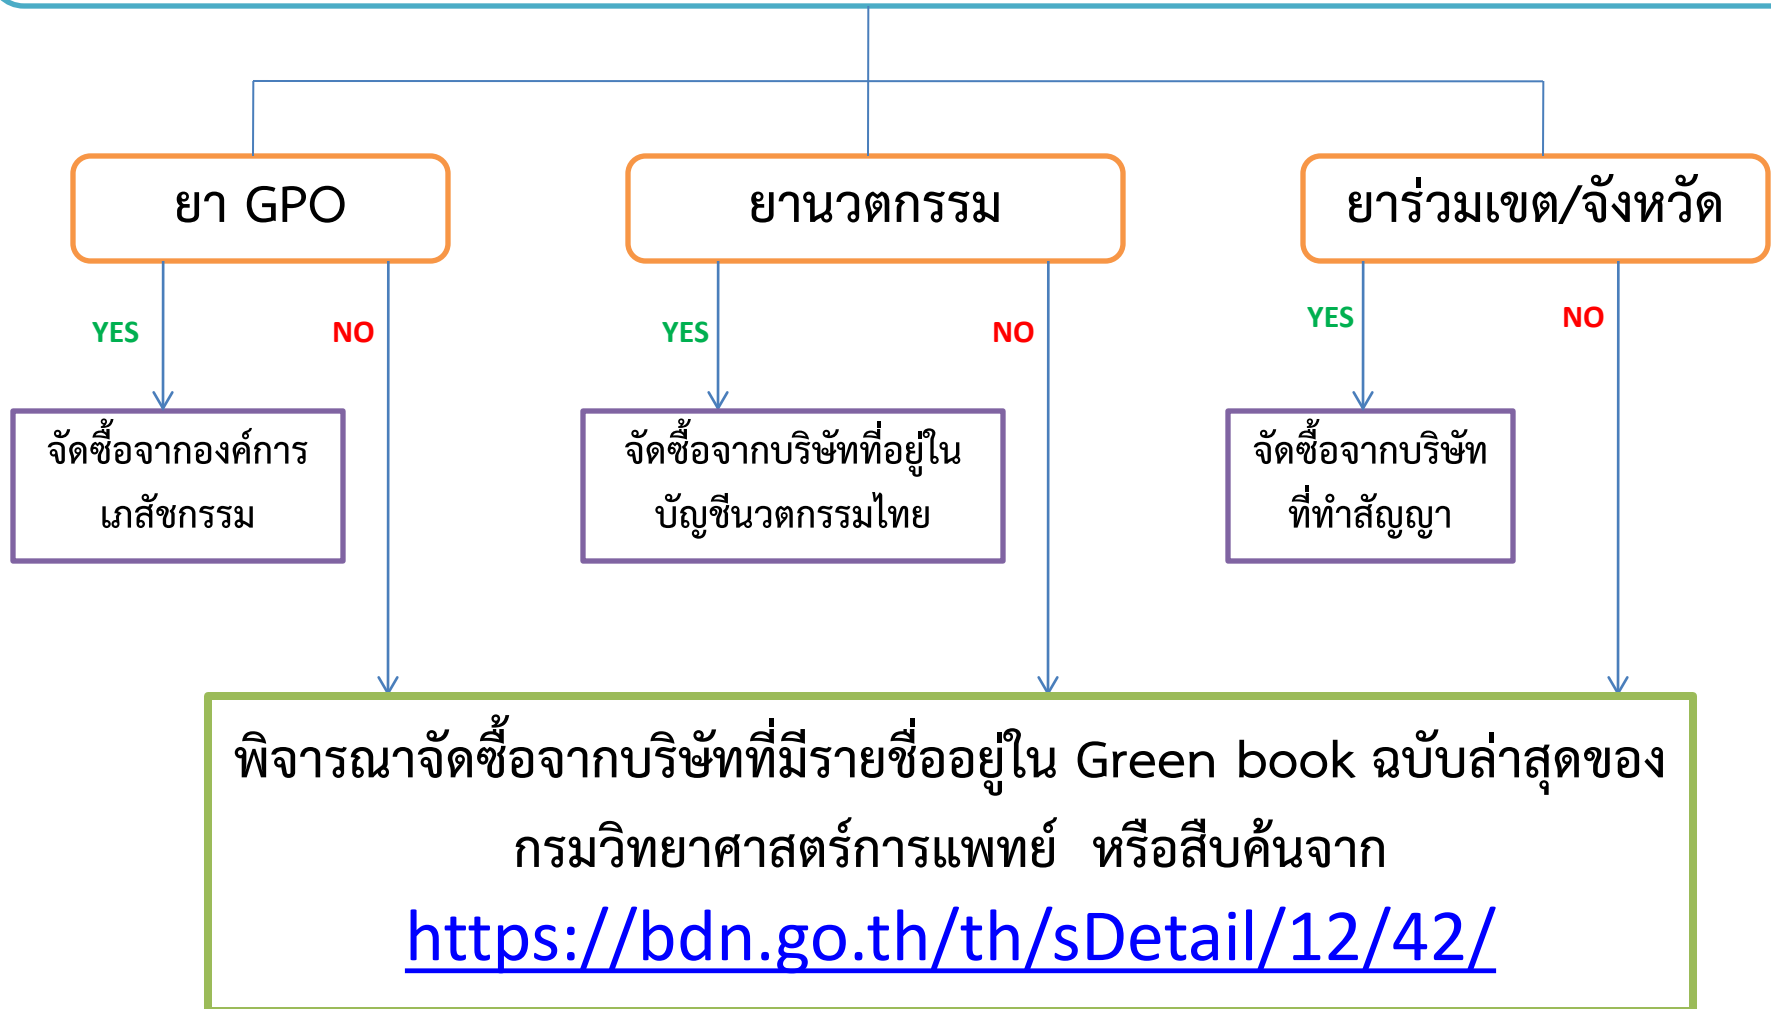 ยา GPO
ยานวตกรรม
ยาร่วมเขต/จังหวัด
YES
NO
YES
NO
YES
NO
จัดซื้อจากองค์การ
เภสัชกรรม
จัดซื้อจากบริษัทที่อยู่ใน
บัญชีนวตกรรมไทย
จัดซื้อจากบริษัท
ที่ทำสัญญา
พิจารณาจัดซื้อจากบริษัทที่มีรายชื่ออยู่ใน Green book ฉบับล่าสุดของ
กรมวิทยาศาสตร์การแพทย์ หรือสืบค้นจาก
https://bdn.go.th/th/sDetail/12/42/